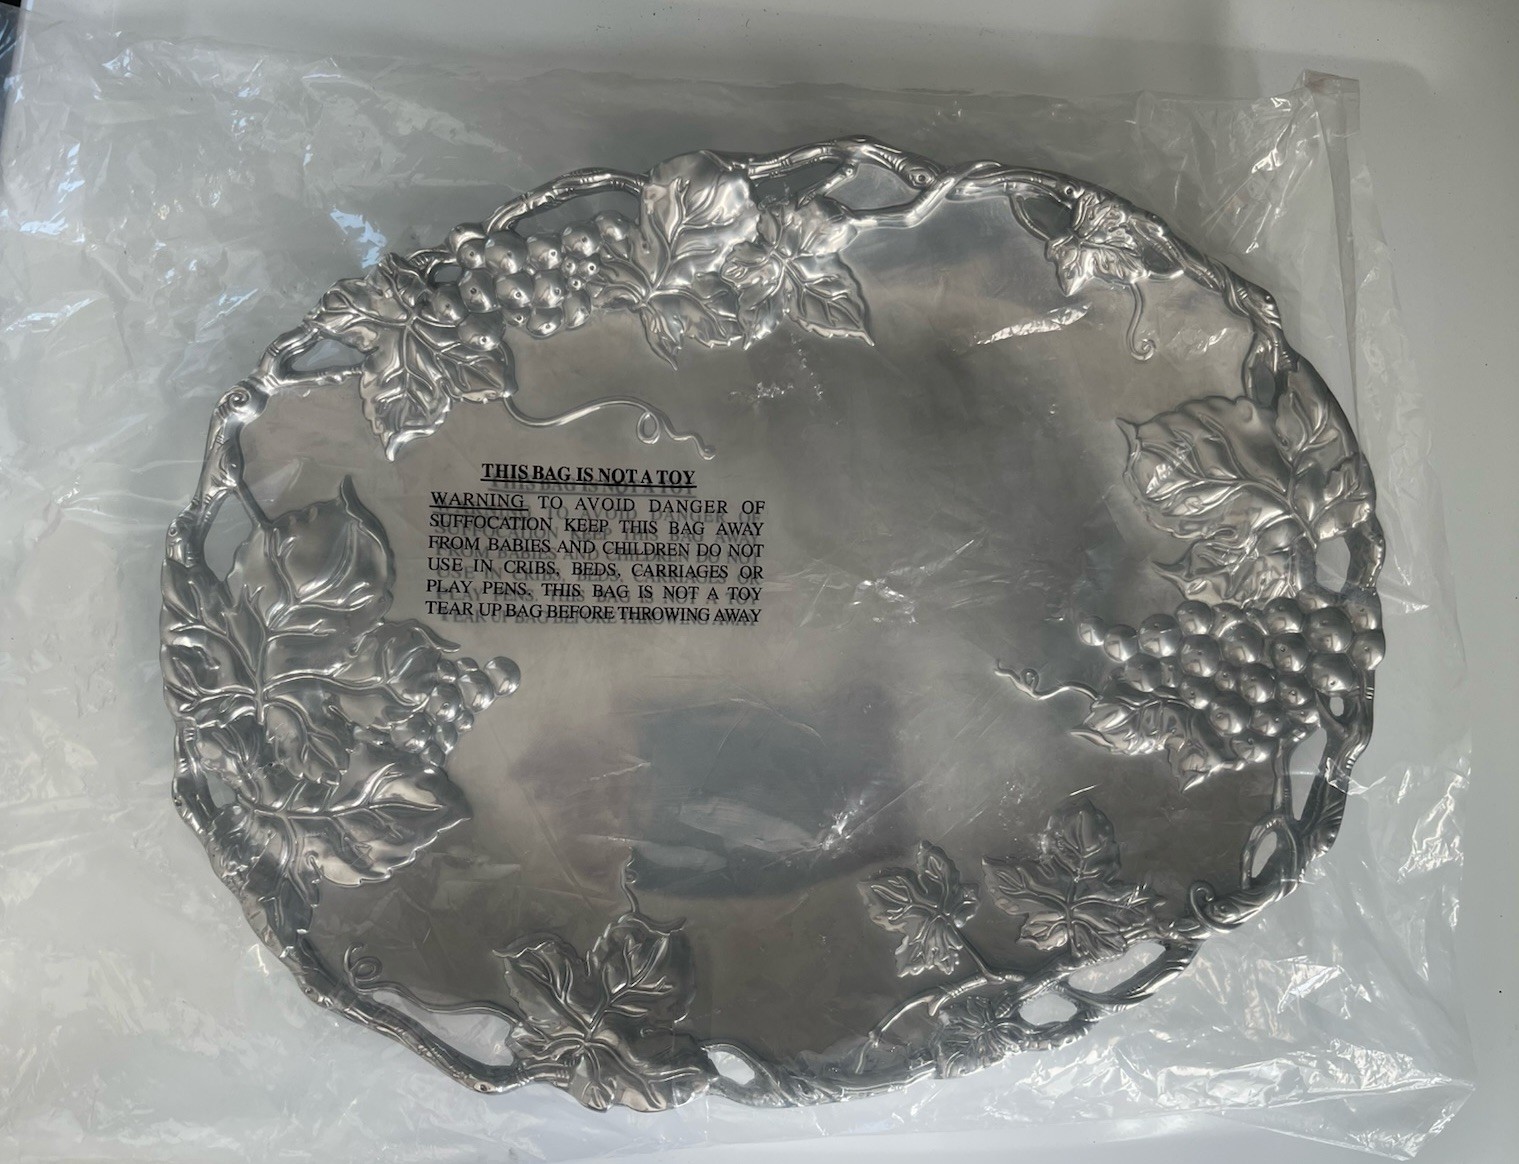 THIS BAG IS NOT A TOY
WARNING TO AVOID DANGER OF
SUFFOCATION KEEP THIS BAG AWAY
FROM BABIES AND CHILDREN DO NOT
USE IN CRIBS, BEDS, CARRIAGES OR
PLAY PENS. THIS BAG IS NOT A TOY
TEAR UP BAG BEFORE THROWING AWAY